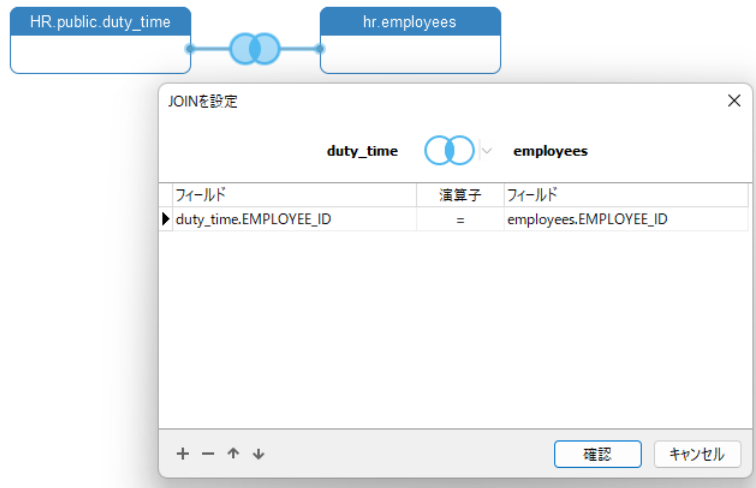 HR.public.duty_time hr.employees
JOINを設定
duty_time employees
フィールド 演算子 フィールド
duty_time.EMPLOYEE_ID = employees.EMPLOYEE_ID
確認 キャンセル